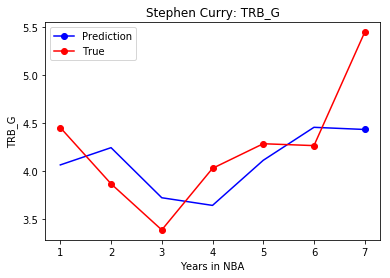 Stephen Curry: TRB_G
Prediction
True
TRB_G
5.5
5.0
4.5
4.0
3.5
1 2 3 4 5 6 7
Years in NBA